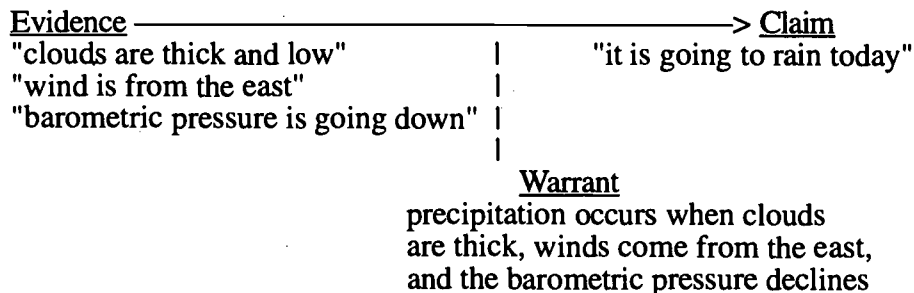 Evidence ————————————> Claim
"clouds are thick and low" | "it is going to rain today"
"wind is from the east" |
"barometric pressure is going down" |
|
Warrant
precipitation occurs when clouds
are thick, winds come from the east,
and the barometric pressure declines